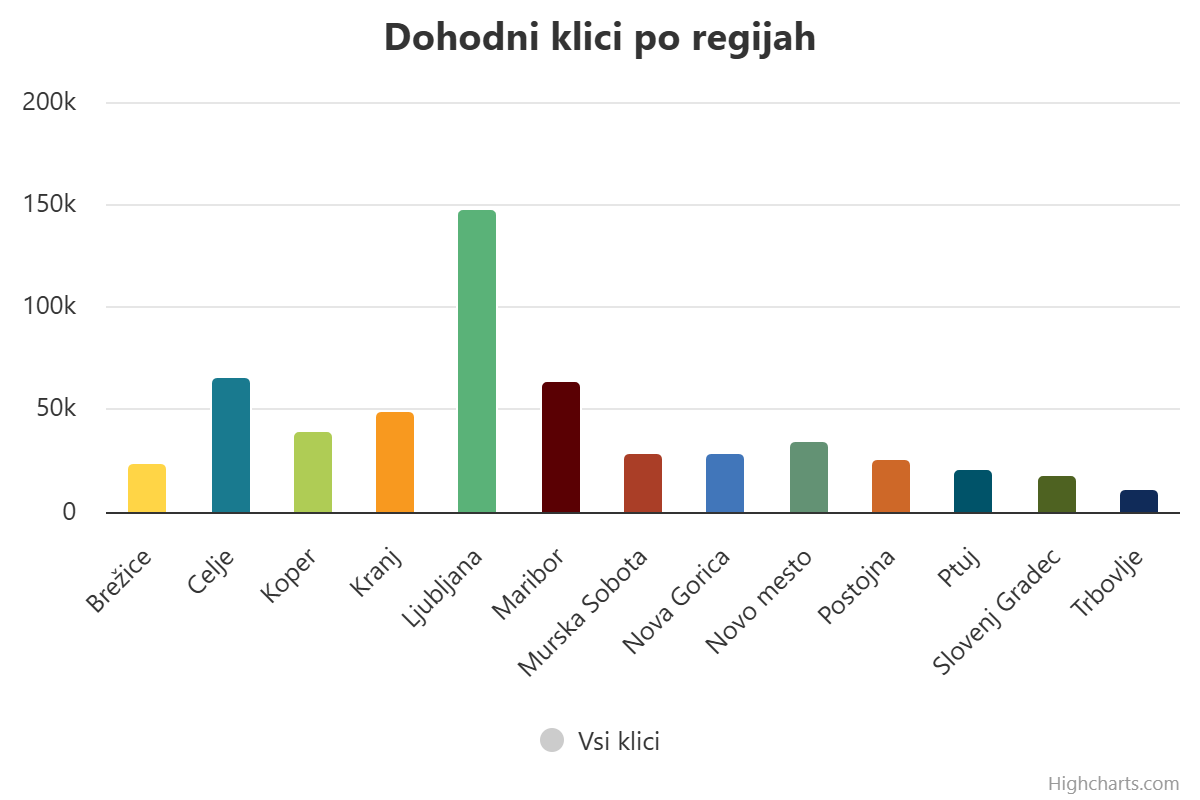 Dohodni klici po regijah
200k
150k
100k
50k
0
Brežice
Celje
Koper
Kranj
Ljubljana
Maribor
Murska Sobota
Nova Gorica
Novo mesto
Postojna
Ptuj
Slovenj Gradec
Trbovlje
Vsi klici
Highcharts.com